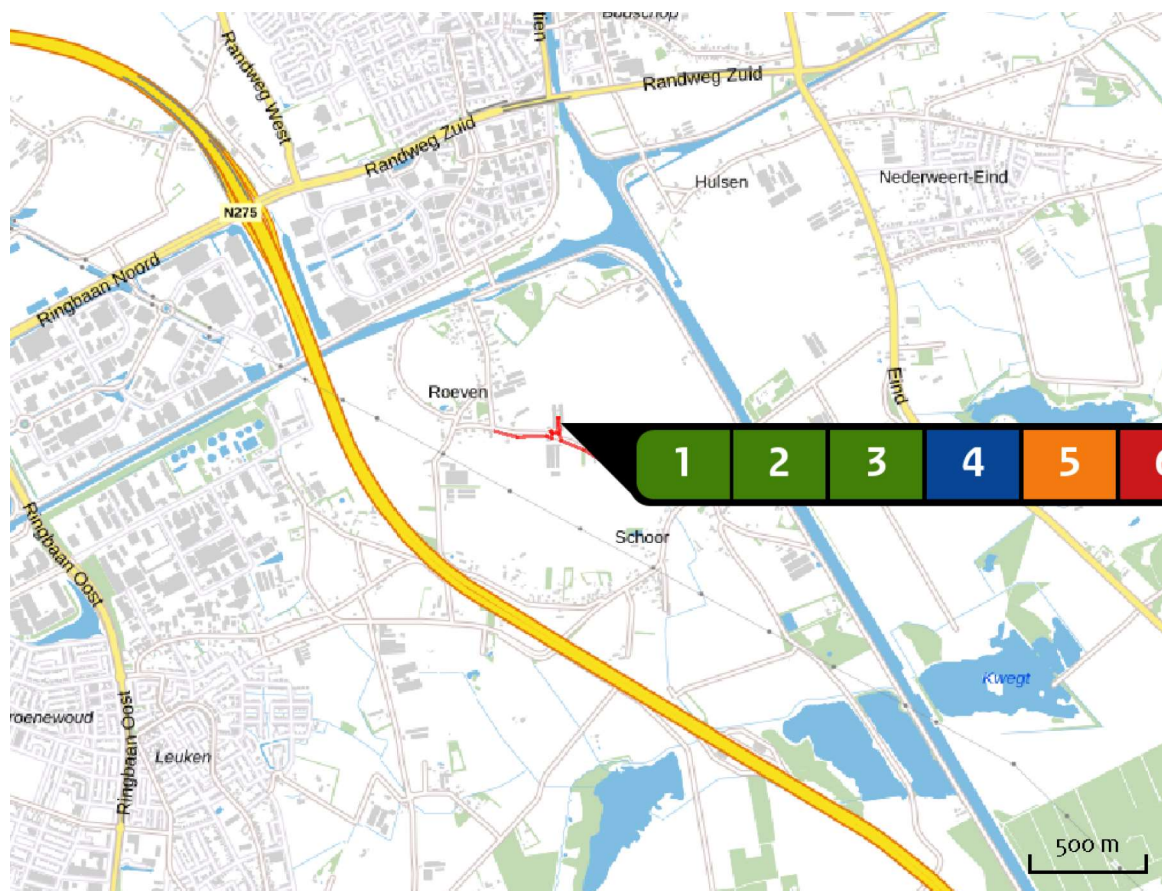 Budschop
Randweg Zuid
Randweg West
Randweg Zuid
Hulsen
Nederweert-Eind
N275
Ringbaan Noord
Roeven
Eind
1 2 3 4 5
Schoor
Ringbaan Oost
Kwegt
Ringbaan Oost
Leuken
500 m